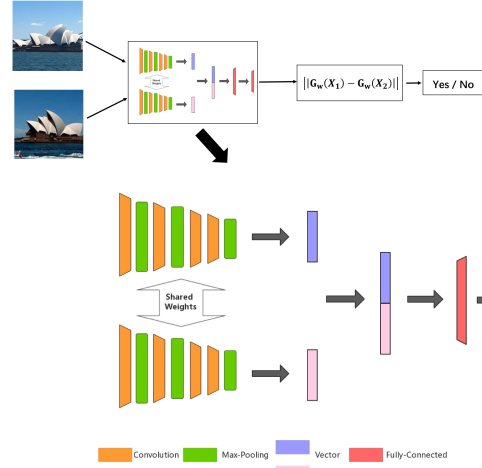 ||G_w(X_1) − G_w(X_2)||
Yes / No
Shared
Weights
Convolution
Max-Pooling
Vector
Fully-Connected